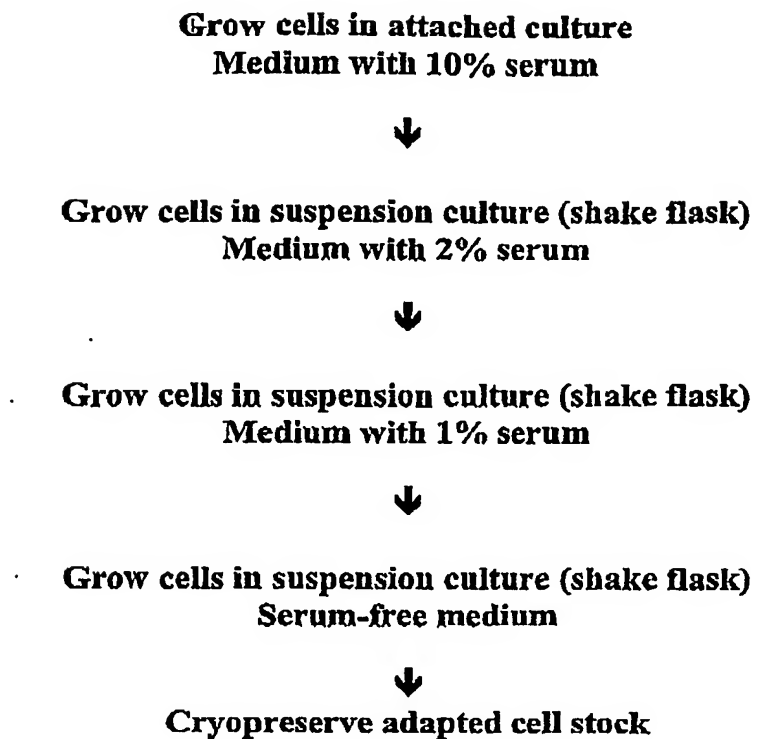 Grow cells in attached culture
Medium with 10% serum
Grow cells in suspension culture (shake flask)
Medium with 2% serum
Grow cells in suspension culture (shake flask)
Medium with 1% serum
Grow cells in suspension culture (shake flask)
Serum-free medium
Cryopreserve adapted cell stock